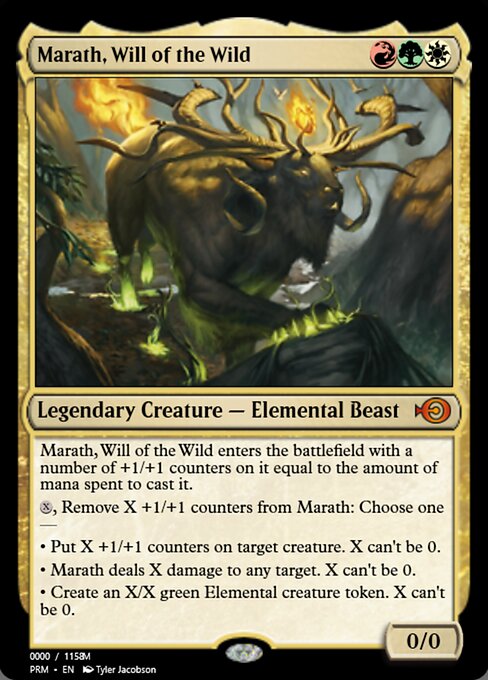 Marath, Will of the Wild
Legendary Creature — Elemental Beast
Marath, Will of the Wild enters the battlefield with a
number of +1/+1 counters on it equal to the amount of
mana spent to cast it.
X, Remove X +1/+1 counters from Marath: Choose one
—
• Put X +1/+1 counters on target creature. X can't be 0.
• Marath deals X damage to any target. X can't be 0.
• Create an X/X green Elemental creature token. X can't
be 0.
0/0
0000 / 1158M
PRM • EN Tyler Jacobson